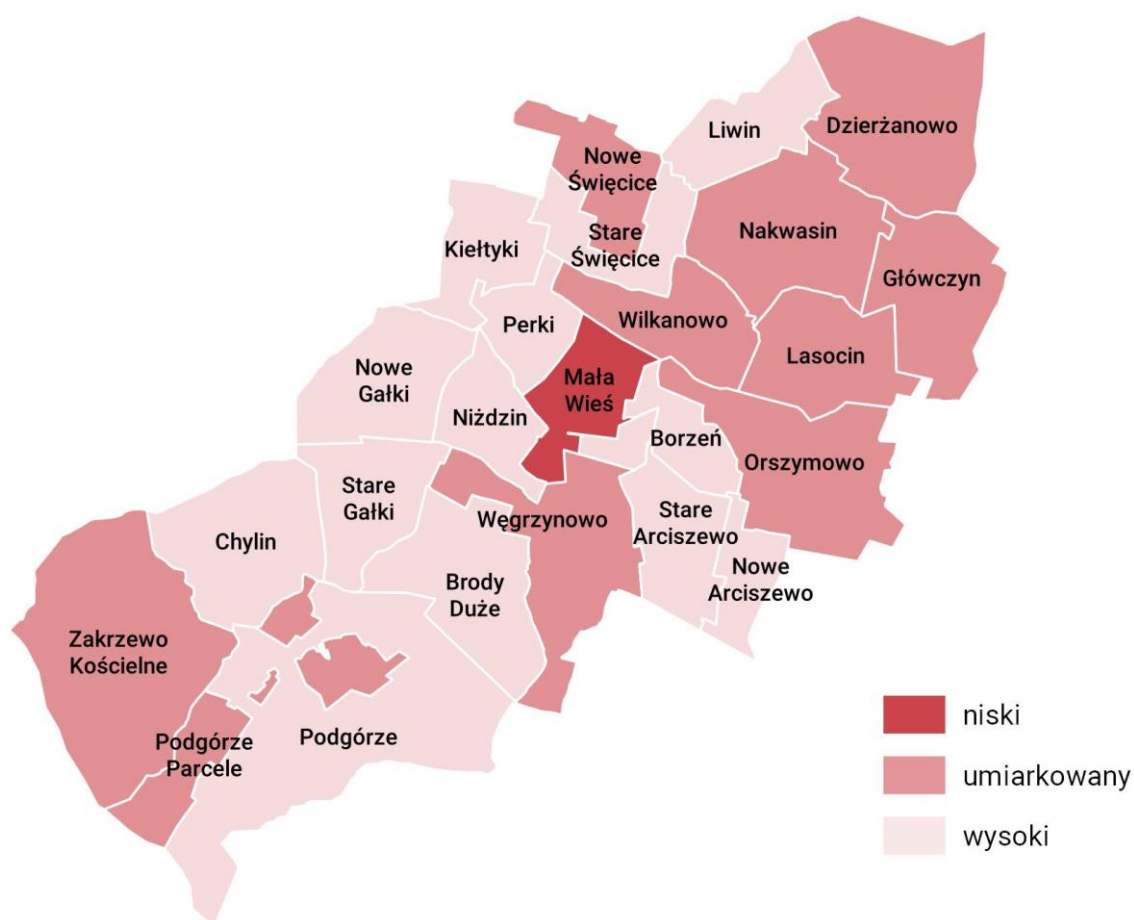 Liwin
Dzierżanowo
Nowe
Święcice
Stare
Święcice
Nakwasin
Kiełtyki
Główczyn
Perki
Wilkanowo
Lasocin
Nowe
Gałki
Mała
Wieś
Niżdzin
Borzeń
Orszymowo
Stare
Gałki
Węgrzynowo
Stare
Arciszewo
Chylin
Nowe
Arciszewo
Brody
Duże
Zakrzewo
Kościelne
Podgórze
Parcele
Podgórze
niski
umiarkowany
wysoki